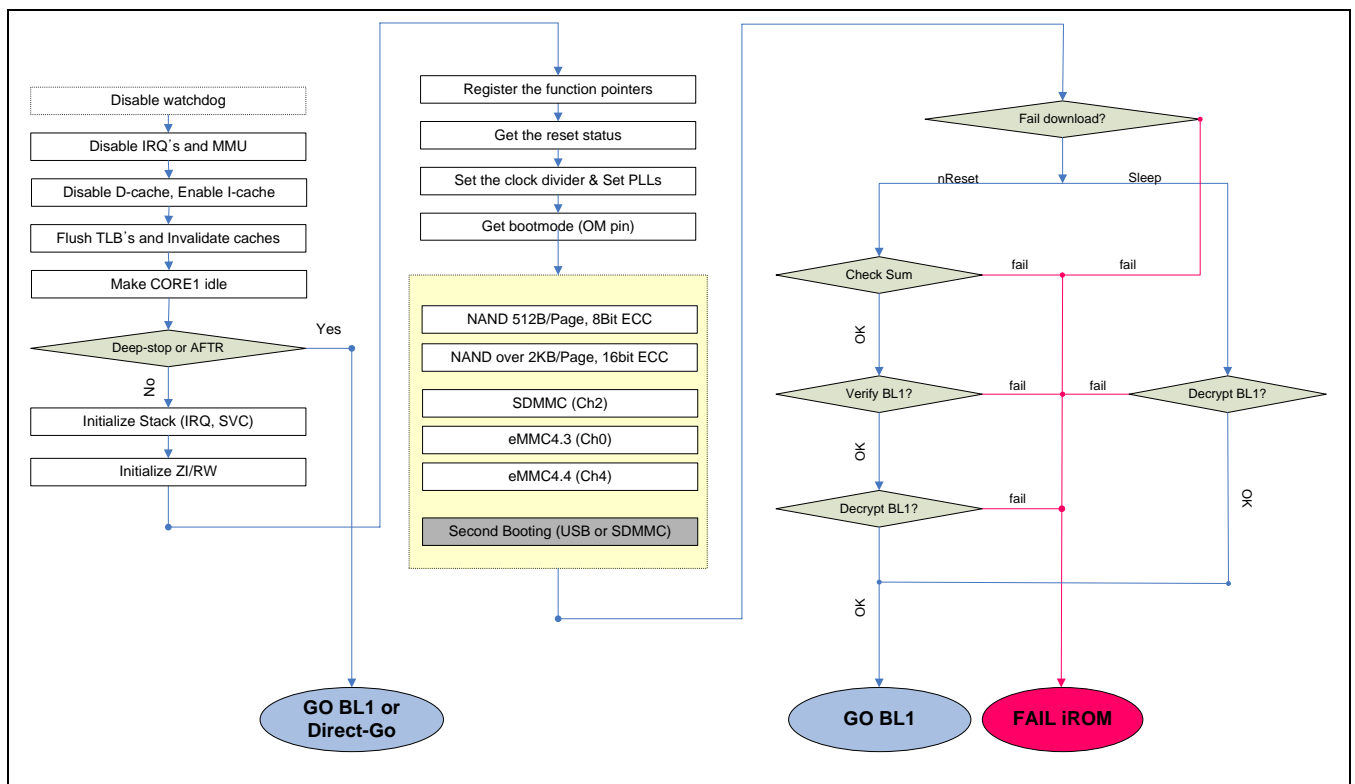 Disable watchdog
Disable IRQ´s and MMU
Disable D-cache, Enable I-cache
Flush TLB´s and Invalidate caches
Make CORE1 idle
Deep-stop or AFTR
Yes
No
Initialize Stack (IRQ, SVC)
Initialize ZI/RW
GO BL1 or
Direct-Go
Register the function pointers
Get the reset status
Set the clock divider & Set PLLs
Get bootmode (OM pin)
NAND 512B/Page, 8Bit ECC
NAND over 2KB/Page, 16bit ECC
SDMMC (Ch2)
eMMC4.3 (Ch0)
eMMC4.4 (Ch4)
Second Booting (USB or SDMMC)
Fail download?
nReset
Sleep
Check Sum
fail
fail
OK
Verify BL1?
fail
fail
Decrypt BL1?
OK
Decrypt BL1?
fail
OK
OK
GO BL1
FAIL iROM